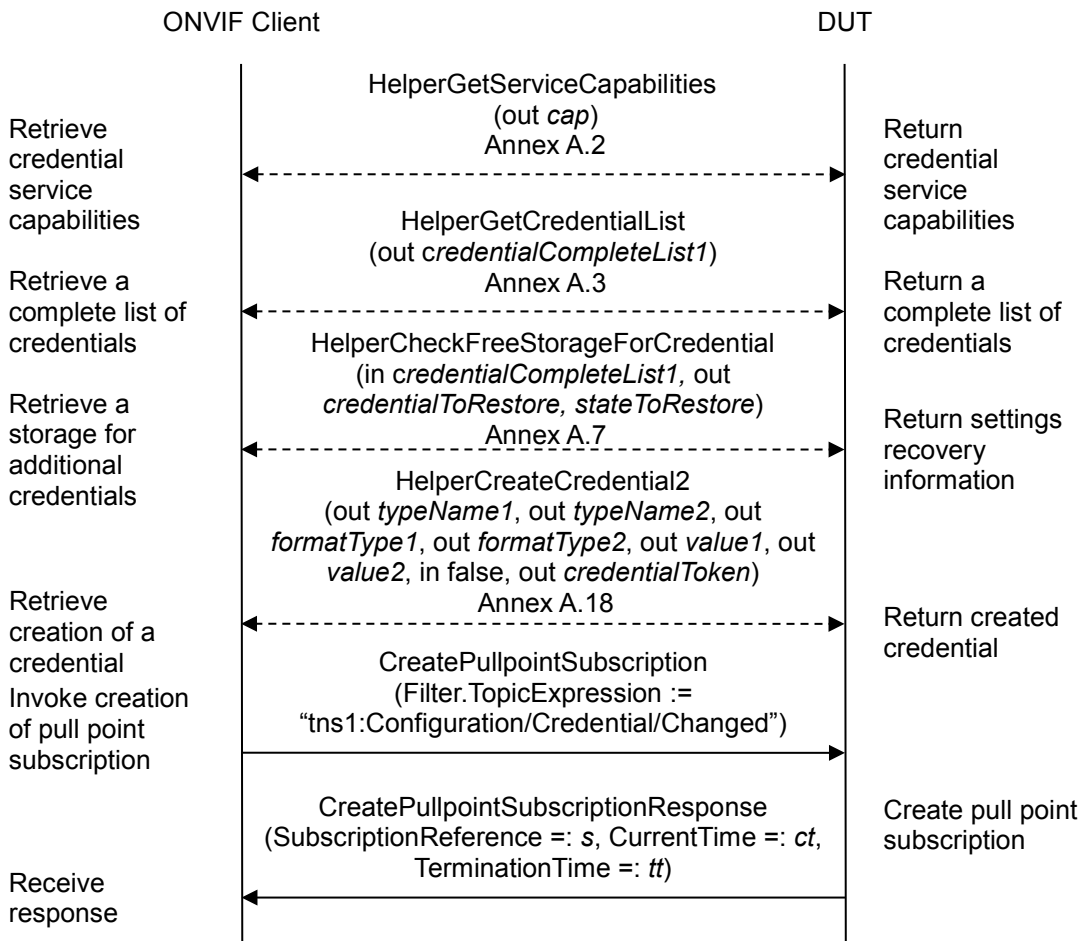 ONVIF Client
DUT
HelperGetServiceCapabilities
(out cap)
Annex A.2
Retrieve
credential
service
capabilities
Return
credential
service
capabilities
HelperGetCredentialList
(out credentialCompleteList1)
Annex A.3
Retrieve a
complete list of
credentials
Return a
complete list of
credentials
HelperCheckFreeStorageForCredential
(in credentialCompleteList1, out
credentialToRestore, stateToRestore)
Annex A.7
Retrieve a
storage for
additional
credentials
Return settings
recovery
information
HelperCreateCredential2
(out typeName1, out typeName2, out
formatType1, out formatType2, out value1, out
value2, in false, out credentialToken)
Annex A.18
Retrieve
creation of a
credential
Return created
credential
CreatePullpointSubscription
(Filter.TopicExpression :=
“tns1:Configuration/Credential/Changed”)
Invoke creation
of pull point
subscription
CreatePullpointSubscriptionResponse
(SubscriptionReference =: s, CurrentTime =: ct,
TerminationTime =: tt)
Create pull point
subscription
Receive
response